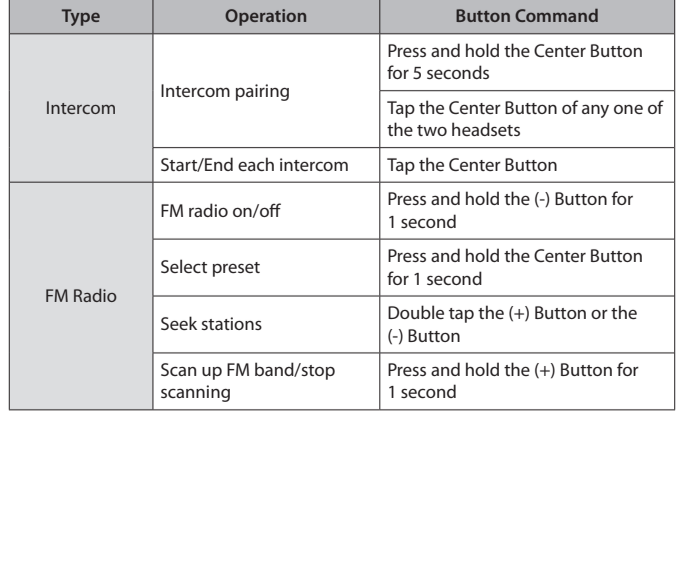 Type Operation Button Command
Intercom
Intercom pairing
Press and hold the Center Button
for 5 seconds
Tap the Center Button of any one of
the two headsets
Start/End each intercom Tap the Center Button
FM Radio
FM radio on/off
Press and hold the (-) Button for
1 second
Select preset
Press and hold the Center Button
for 1 second
Seek stations
Double tap the (+) Button or the
(-) Button
Scan up FM band/stop
scanning
Press and hold the (+) Button for
1 second